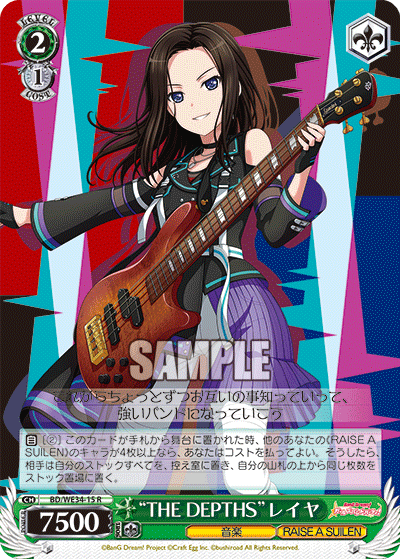 LEVEL
2
1
COST
SAMPLE
これからちょっとずつお互いの事知っていって、
強いバンドになっていこう
自 [(2)] このカードが手札から舞台に置かれた時、他のあなたの《RAISE A
SUILEN》のキャラが4枚以上なら、あなたはコストを払ってよい。そうしたら、
相手は自分のストックすべてを、控え室に置き、自分の山札の上から同じ枚数を
ストック置場に置く。
CH BD/WE34-15 R
7500
“THE DEPTHS”レイヤ
音楽
RAISE A SUILEN
©BanG Dream! Project ©Craft Egg Inc. ©bushiroad All Rights Reserved.